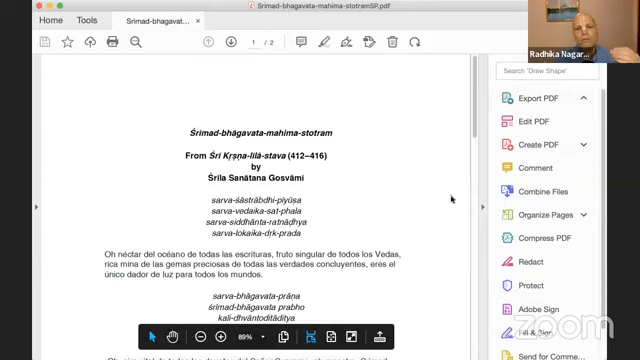 Srimad-bhagavata-mahima-stotramSP.pdf
Home Tools Srimad-bhagavat... ×
1 / 2
Radhika Nagar...
Śrimad-bhāgavata-mahima-stotram
From Śrī Kṛṣṇa-līlā-stava (412–416)
by
Śrīla Sanātana Gosvāmi
sarva-śāstrābdhi-piyūṣa
sarva-vedaika-sat-phala
sarva-siddhānta-ratnāḍhya
sarva-lokaika-dṛk-prada
Oh néctar del océano de todas las escrituras, fruto singular de todos los Vedas,
rica mina de las gemas preciosas de todas las verdades concluyentes, eres el
único dador de luz para todos los mundos.
sarva-bhāgavata-prāṇa
śrīmad-bhāgavata prabho
kali-dhvāntoditāditya
89%
Search 'Drew Shape'
Export PDF
Edit PDF
Create PDF
Comment
Combine Files
Organize Pages
Compress PDF
Redact
Protect
Adobe Sign
Fill & Sign
Send for Comme...
zoom